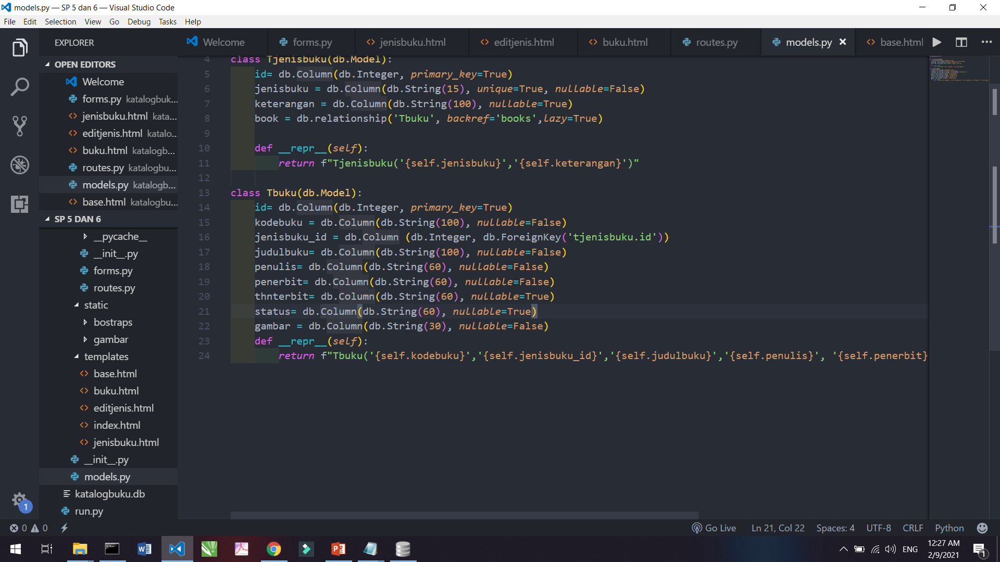 models.py — SP 5 dan 6 — Visual Studio Code
File Edit Selection View Go Debug Tasks Help
EXPLORER
OPEN EDITORS
Welcome
forms.py katalogbuk...
jenisbuku.html kata...
editjenis.html katalo...
buku.html katalogb...
routes.py katalogbu...
models.py katalogb...
base.html katalogbu...
SP 5 DAN 6
__pycache__
__init__.py
forms.py
routes.py
static
bostraps
gambar
templates
base.html
buku.html
editjenis.html
index.html
jenisbuku.html
__init__.py
models.py
katalogbuku.db
run.py
1
Welcome forms.py jenisbuku.html editjenis.html buku.html routes.py models.py base.html
4 class Tjenisbuku(db.Model):
5 id= db.Column(db.Integer, primary_key=True)
6 jenisbuku = db.Column(db.String(15), unique=True, nullable=False)
7 keterangan = db.Column(db.String(100), nullable=True)
8 book = db.relationship('Tbuku', backref='books',lazy=True)
9
10 def __repr__(self):
11 return f"Tjenisbuku('{self.jenisbuku}','{self.keterangan}')"
12
13 class Tbuku(db.Model):
14 id= db.Column(db.Integer, primary_key=True)
15 kodebuku = db.Column(db.String(100), nullable=False)
16 jenisbuku_id = db.Column (db.Integer, db.ForeignKey('tjenisbuku.id'))
17 judulbuku= db.Column(db.String(100), nullable=False)
18 penulis= db.Column(db.String(60), nullable=False)
19 penerbit= db.Column(db.String(60), nullable=False)
20 thnterbit= db.Column(db.String(60), nullable=True)
21 status= db.Column(db.String(60), nullable=True)
22 gambar = db.Column(db.String(30), nullable=False)
23 def __repr__(self):
24 return f"Tbuku('{self.kodebuku}','{self.jenisbuku_id}','{self.judulbuku}','{self.penulis}', '{self.penerbit}
0 0 Go Live Ln 21, Col 22 Spaces: 4 UTF-8 CRLF Python
ENG 12:27 AM
2/9/2021
1